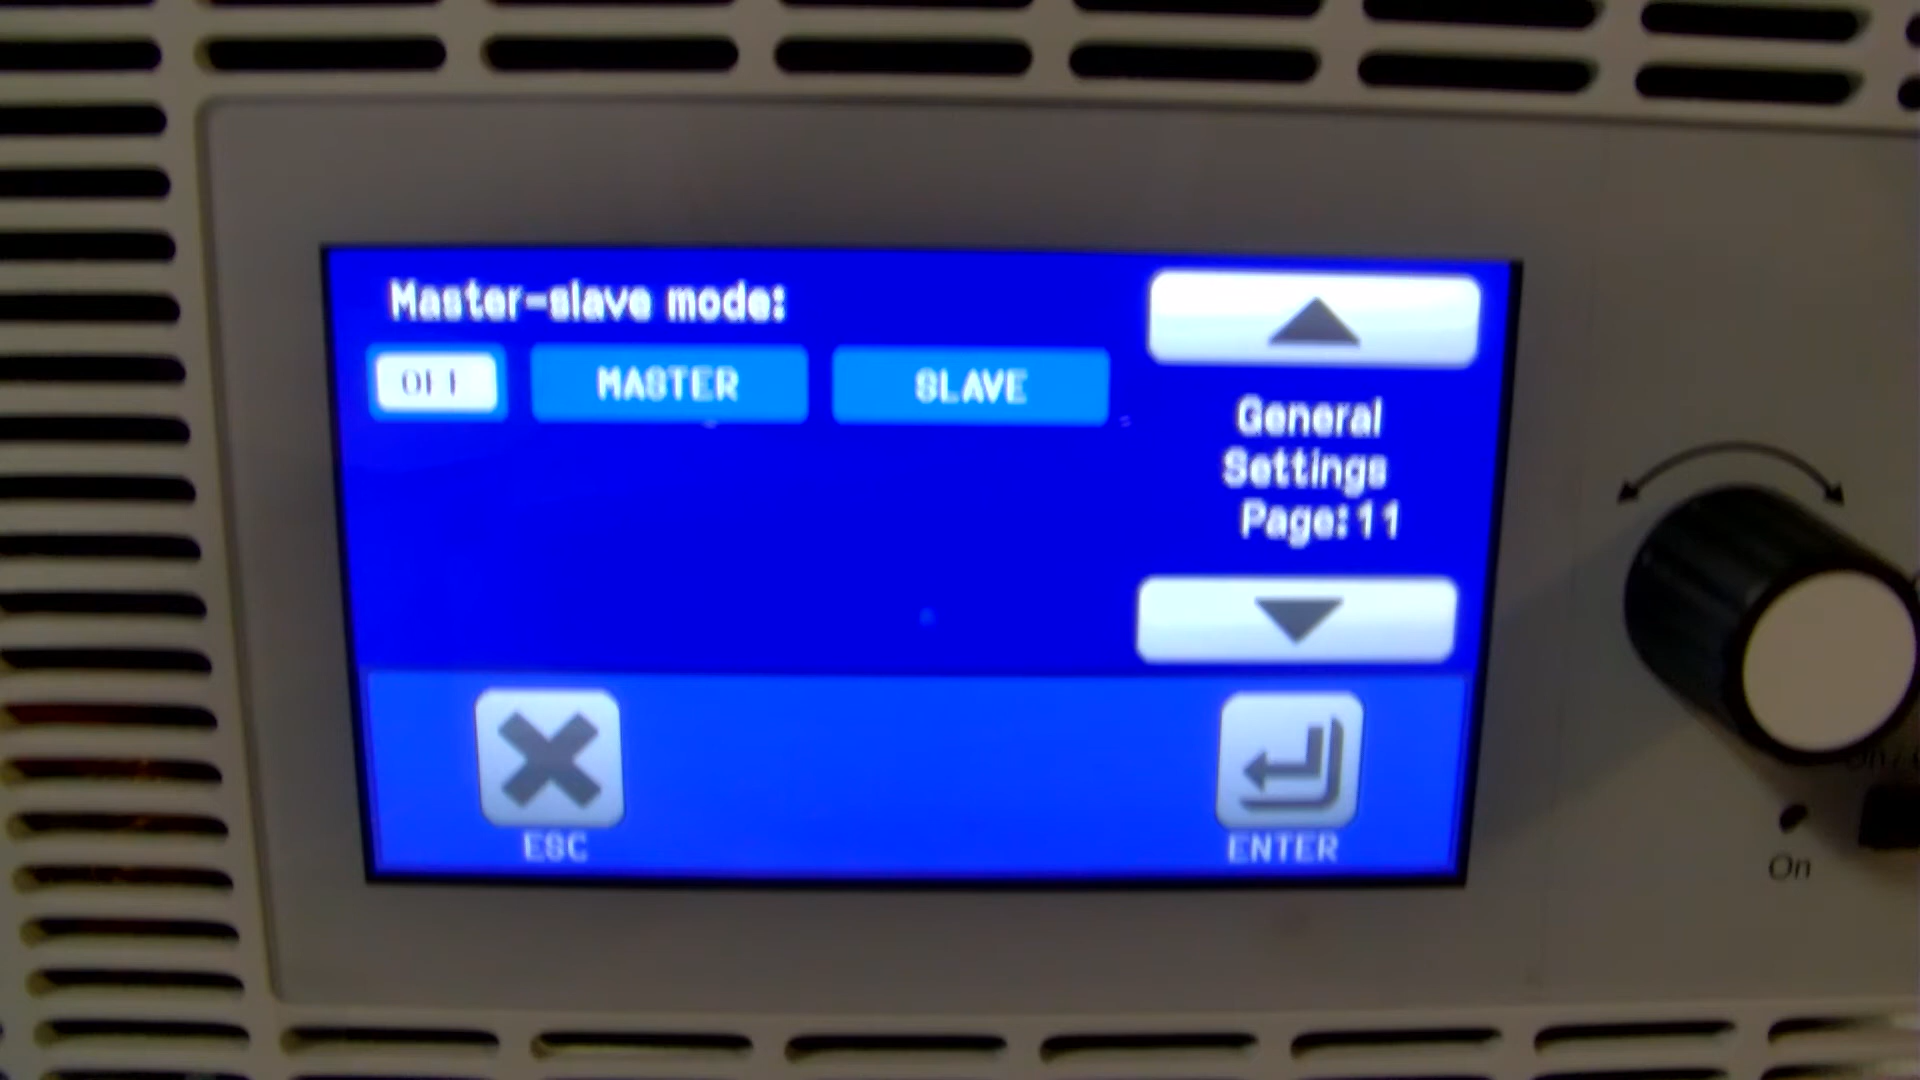 Master-slave mode:
OFF MASTER SLAVE
General
Settings
Page:11
ESC
ENTER
On